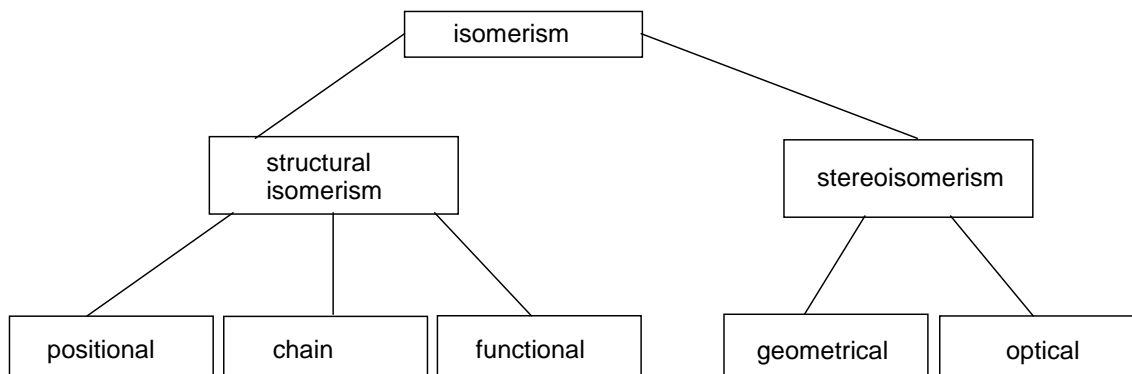 isomerism
structural
isomerism
stereoisomerism
positional
chain
functional
geometrical
optical